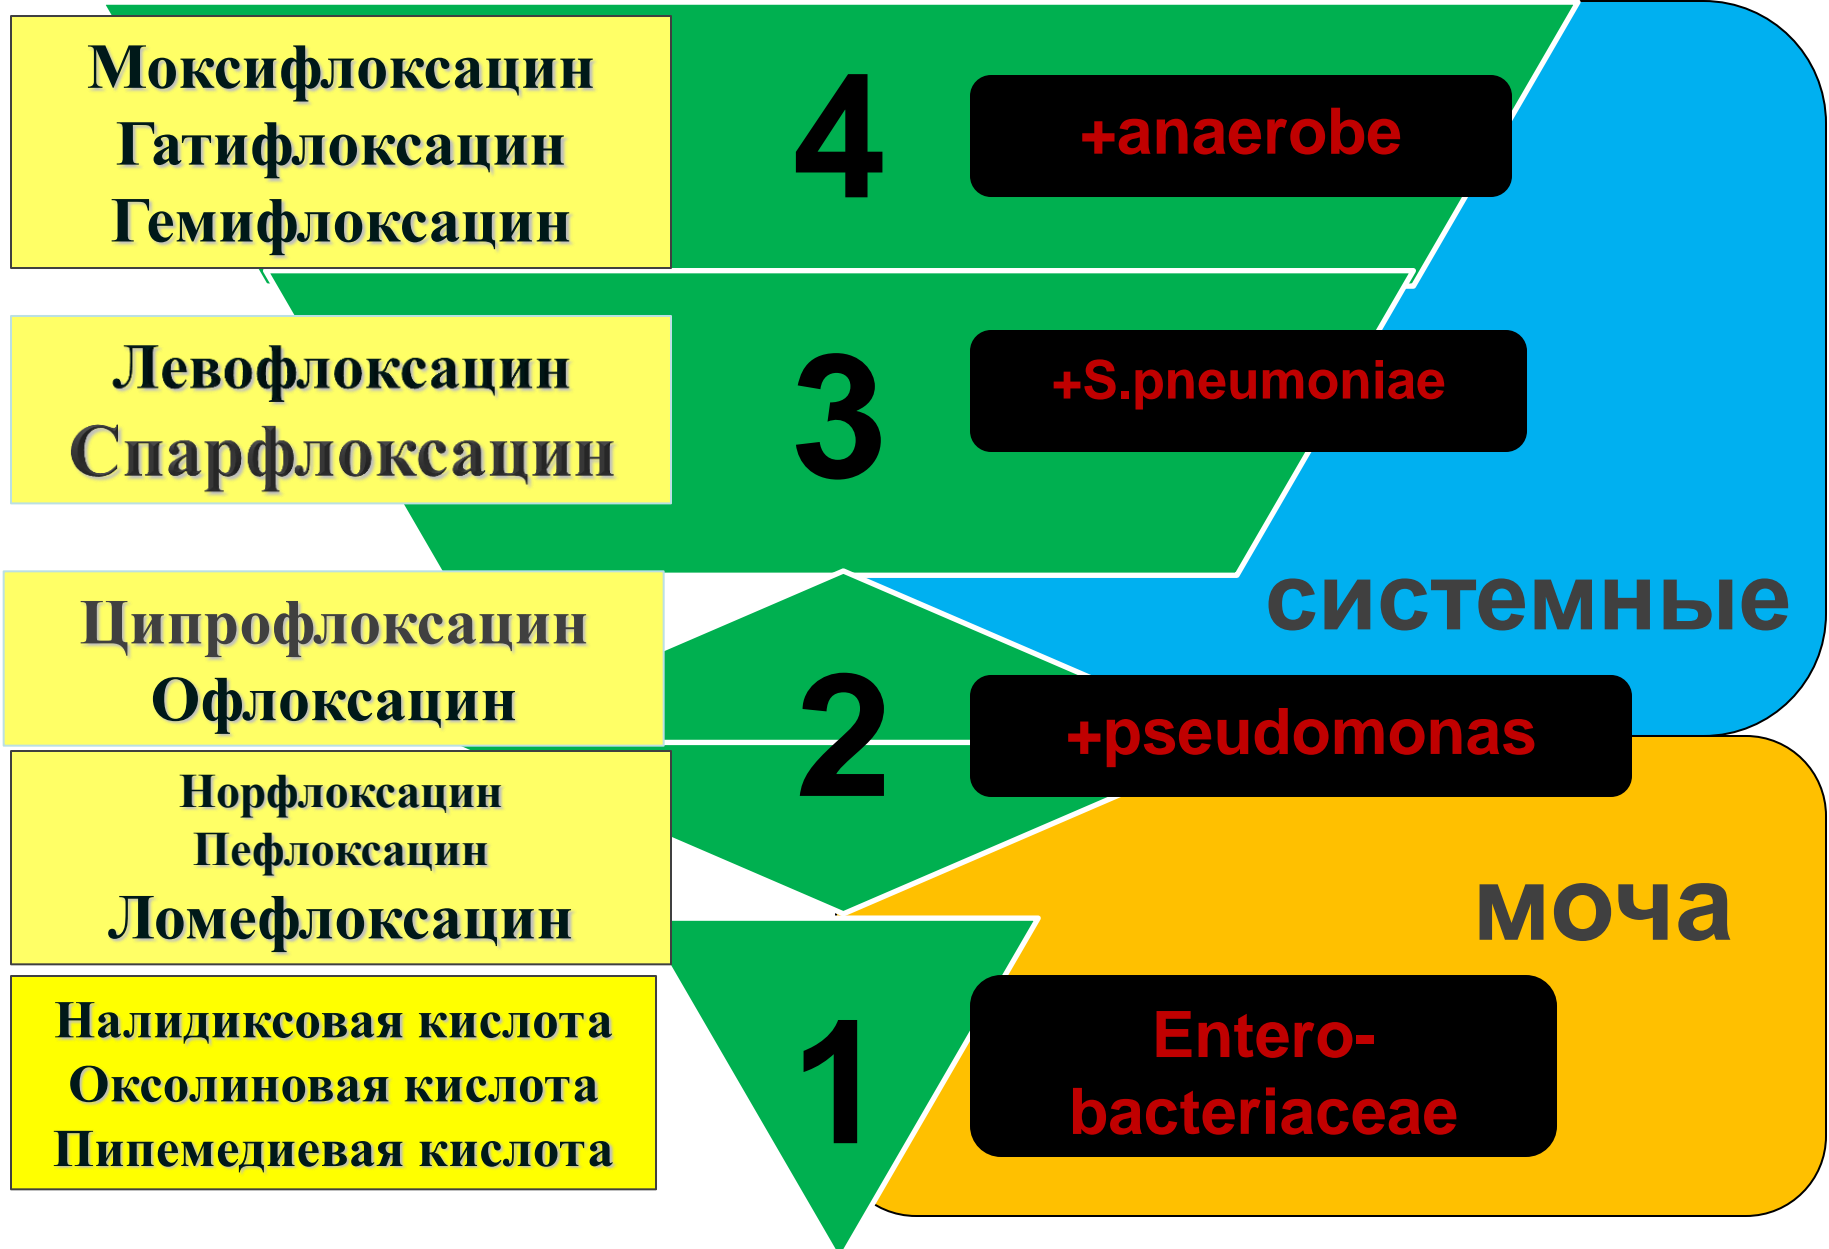 Моксифлоксацин
Гатифлоксацин
Гемифлоксацин
4
+anaerobe
Левофлоксацин
Спарфлоксацин
3
+S.pneumoniae
системные
Ципрофлоксацин
Офлоксацин
2
+pseudomonas
Норфлоксацин
Пефлоксацин
Ломефлоксацин
моча
Налидиксовая кислота
Оксолиновая кислота
Пипемедиевая кислота
1
Entero-
bacteriaceae